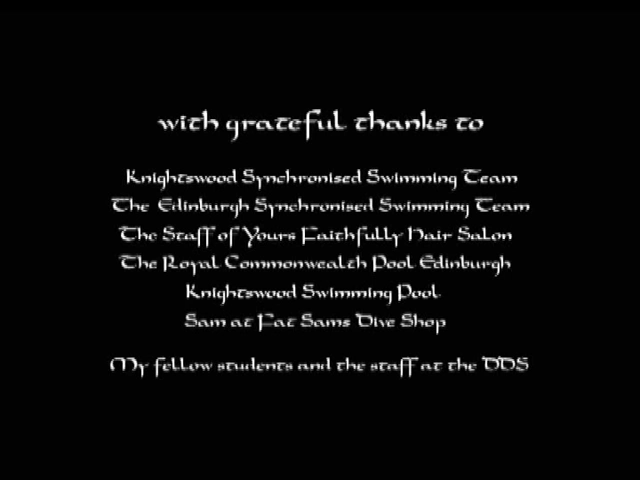 with grateful thanks to
Knightswood Synchronised Swimming Team
The Edinburgh Synchronised Swimming Team
The Staff of Yours Faithfully Hair Salon
The Royal Commonwealth Pool Edinburgh
Knightswood Swimming Pool
Sam at Fat Sams Dive Shop
My fellow students and the staff at the DDS